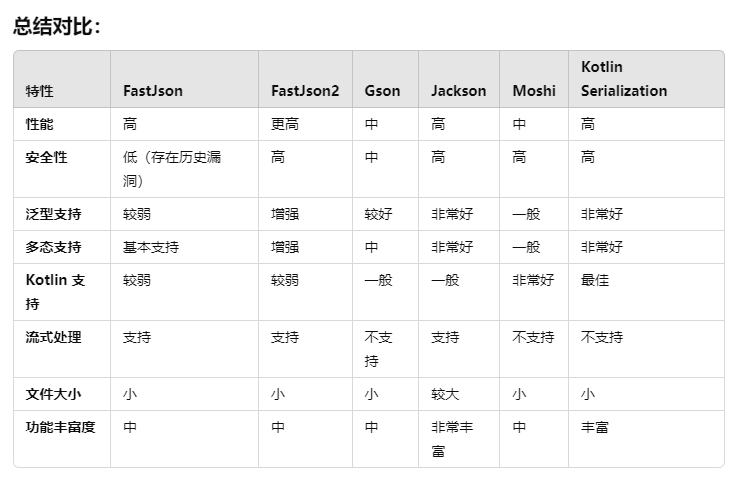 总结对比：
特性 FastJson FastJson2 Gson Jackson Moshi Kotlin Serialization
性能 高 更高 中 高 中 高
安全性 低（存在历史漏洞） 高 中 高 高 高
泛型支持 较弱 增强 较好 非常好 一般 非常好
多态支持 基本支持 增强 中 非常好 一般 非常好
Kotlin 支持 较弱 较弱 一般 一般 非常好 最佳
流式处理 支持 支持 不支持 支持 不支持 不支持
文件大小 小 小 小 较大 小 小
功能丰富度 中 中 中 非常丰富 中 丰富